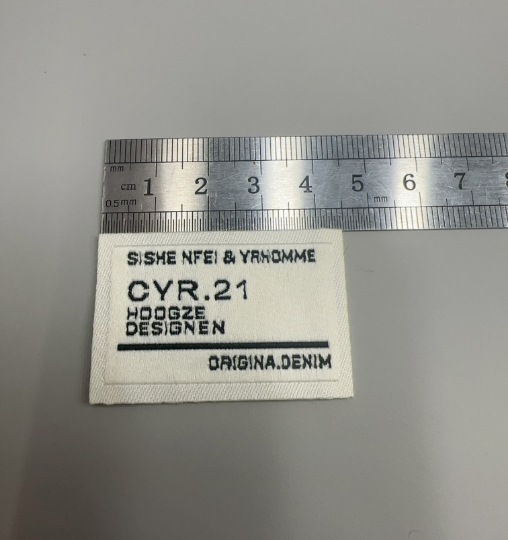 mm
cm 1 2 3 4 5 6 7 8
mm
0.5mm
SISHE NFEI & YRHOMME
CYR.21
HOOGZE
DESIGNEN
ORIGINA.DENIM